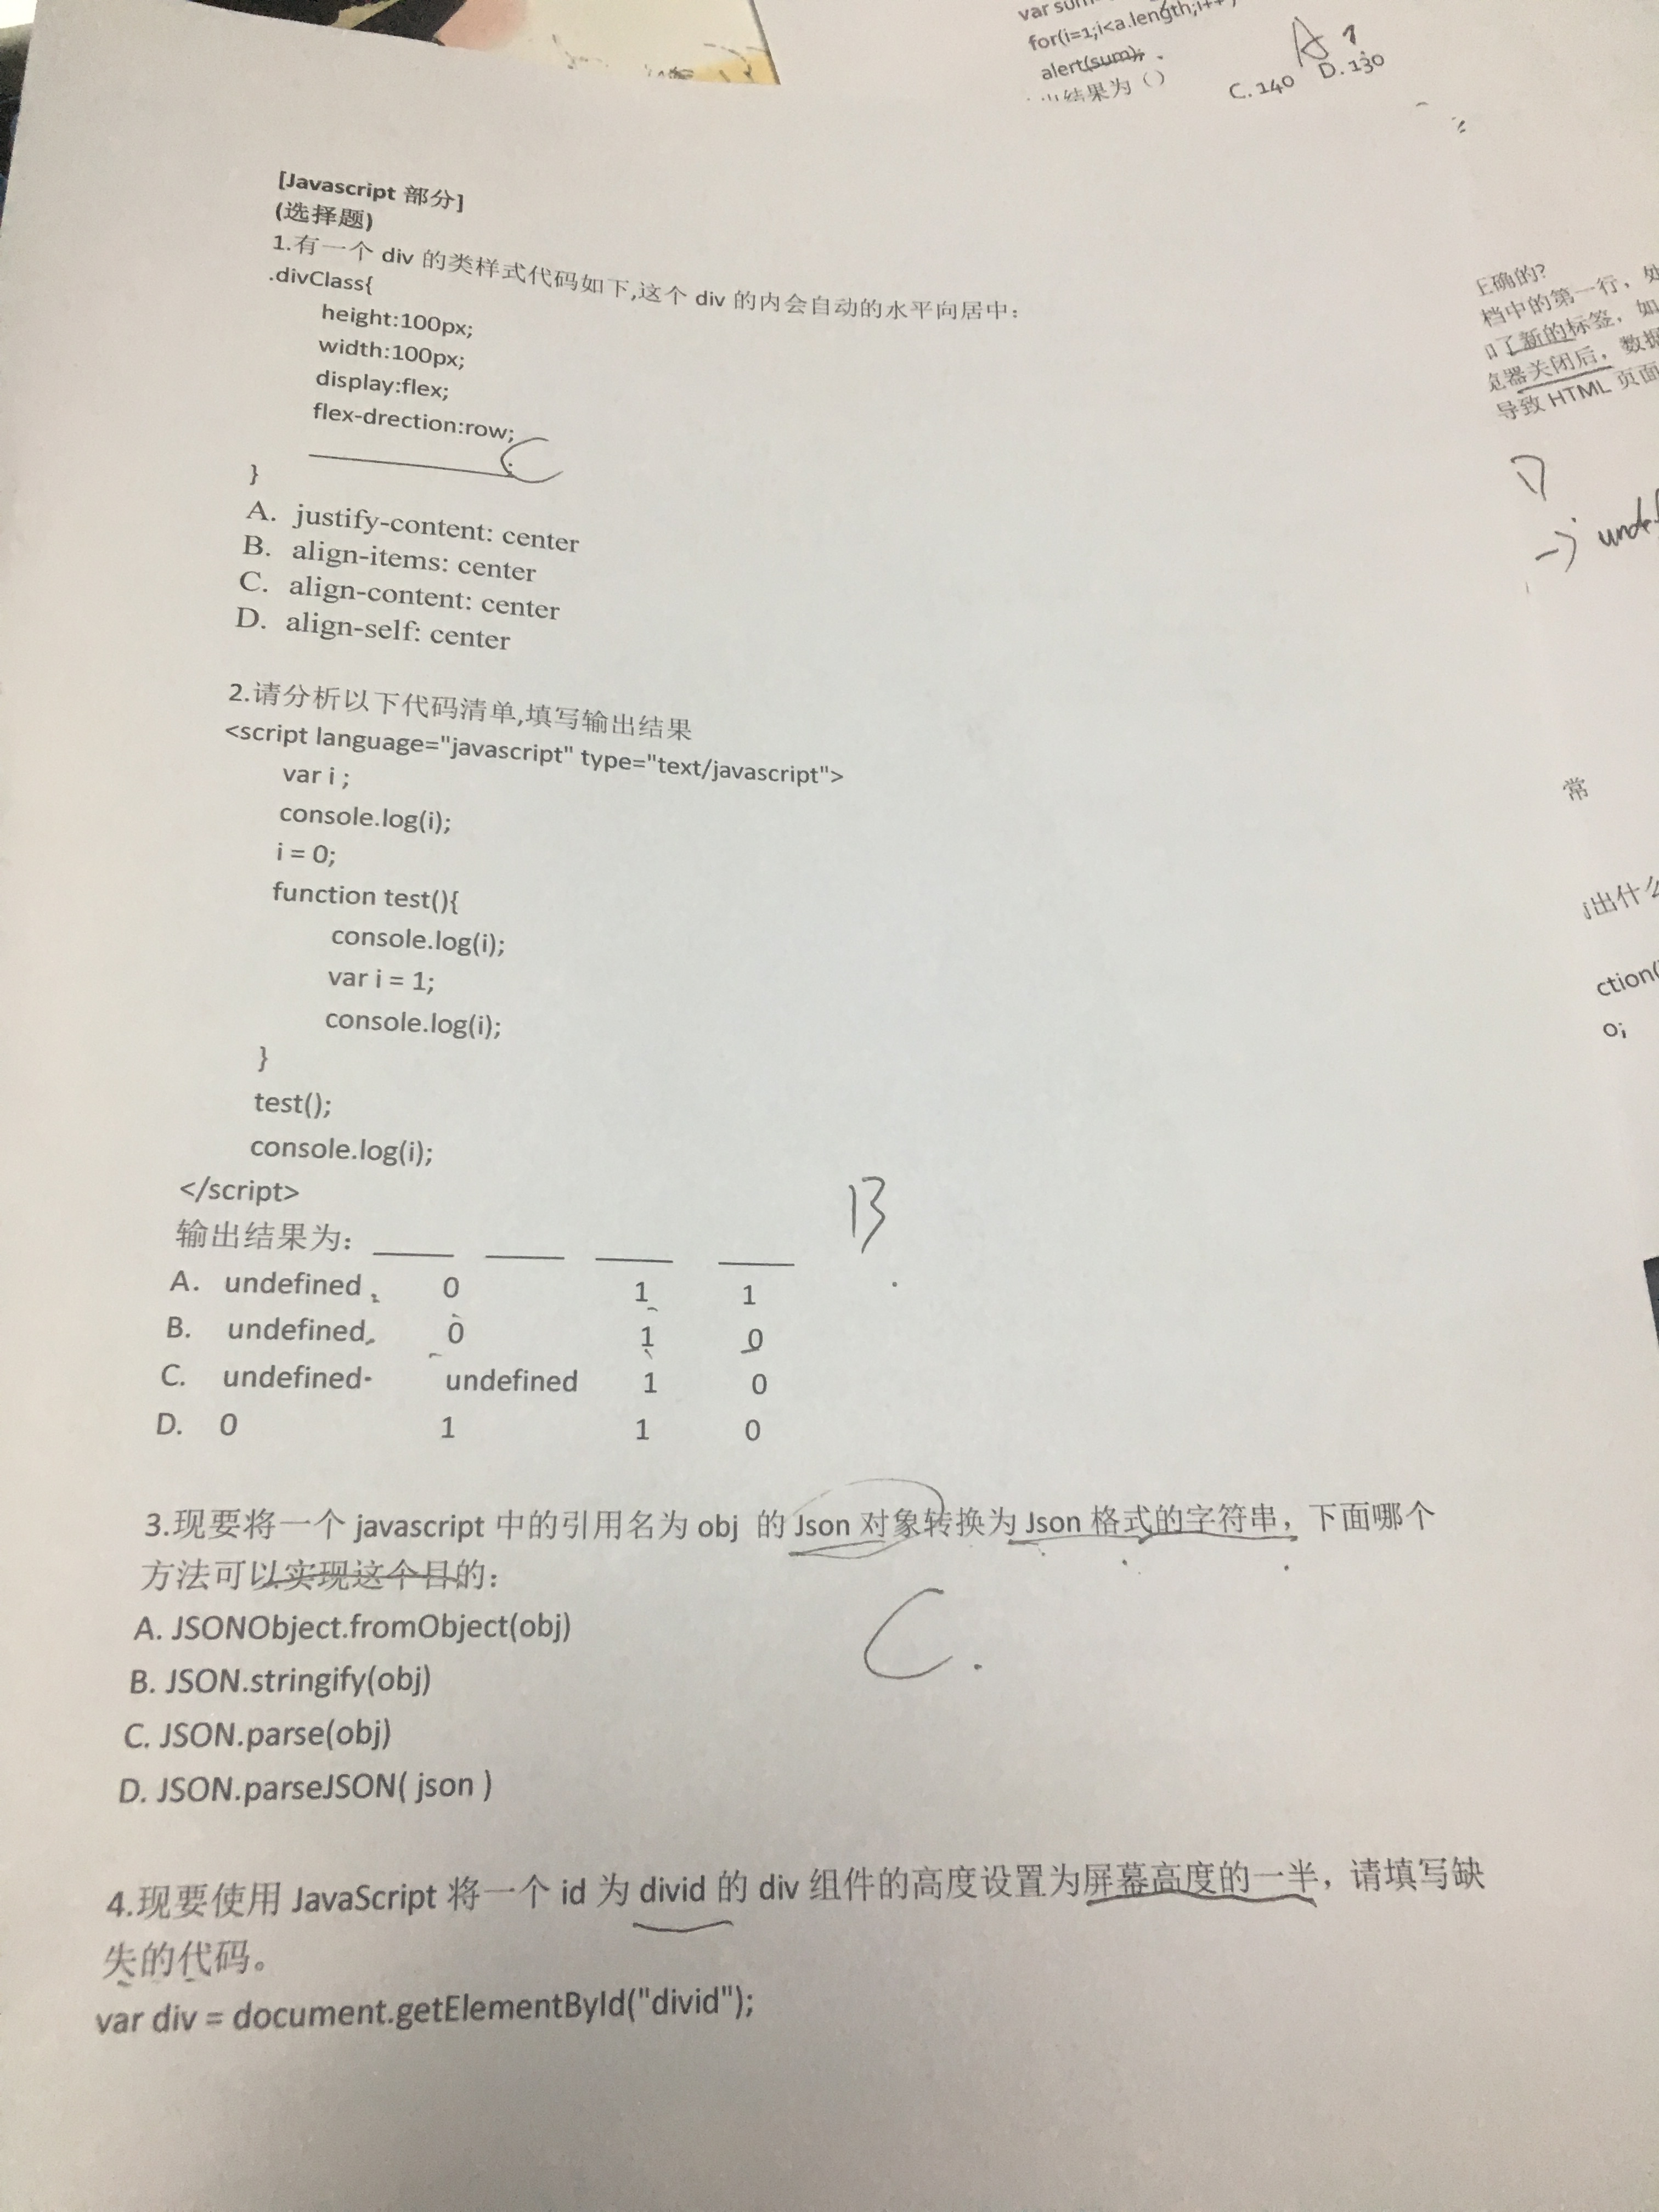 for(i=1;i<a.length;i++)
alert(sum);
出结果为（）
A
C. 140 D. 130
[Javascript 部分]
(选择题)
1.有一个 div 的类样式代码如下,这个 div 的内会自动的水平向居中：
.divClass{
height:100px;
width:100px;
display:flex;
flex-drection:row;
C
}
A. justify-content: center
B. align-items: center
C. align-content: center
D. align-self: center
2.请分析以下代码清单,填写输出结果
<script language="javascript" type="text/javascript">
var i ;
console.log(i);
i = 0;
function test(){
console.log(i);
var i = 1;
console.log(i);
}
test();
console.log(i);
</script>
输出结果为：____ ____ ____ ____
B
A. undefined 0 1 1
B. undefined 0 1 0
C. undefined undefined 1 0
D. 0 1 1 0
3.现要将一个 javascript 中的引用名为 obj 的 Json 对象转换为 Json 格式的字符串，下面哪个
方法可以实现这个目的：
A. JSONObject.fromObject(obj)
B. JSON.stringify(obj)
C. JSON.parse(obj)
D. JSON.parseJSON( json )
C.
4.现要使用 JavaScript 将一个 id 为 divid 的 div 组件的高度设置为屏幕高度的一半，请填写缺
失的代码。
var div = document.getElementById("divid");
正确的?
档中的第一行，处
了新的标签，如
览器关闭后，数据
导致 HTML 页面
D
常
出什么
ction(